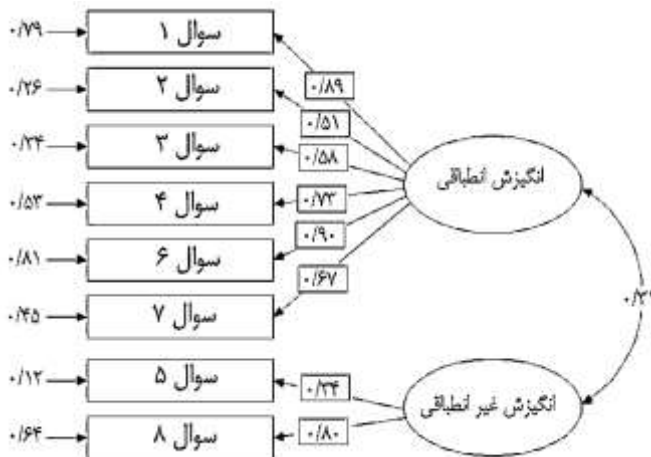 ۰/۷۹ سوال ۱
۰/۸۹
۰/۲۶ سوال ۲
۰/۵۱
۰/۳۴ سوال ۳
۰/۵۸
انگیزش انطباقی
۰/۵۳ سوال ۴
۰/۷۳
۰/۸۱ سوال ۶
۰/۹۰
۰/۴۵ سوال ۷
۰/۶۷
۰/۱۲ سوال ۵
۰/۳۴
انگیزش غیر انطباقی
۰/۶۴ سوال ۸
۰/۸۰